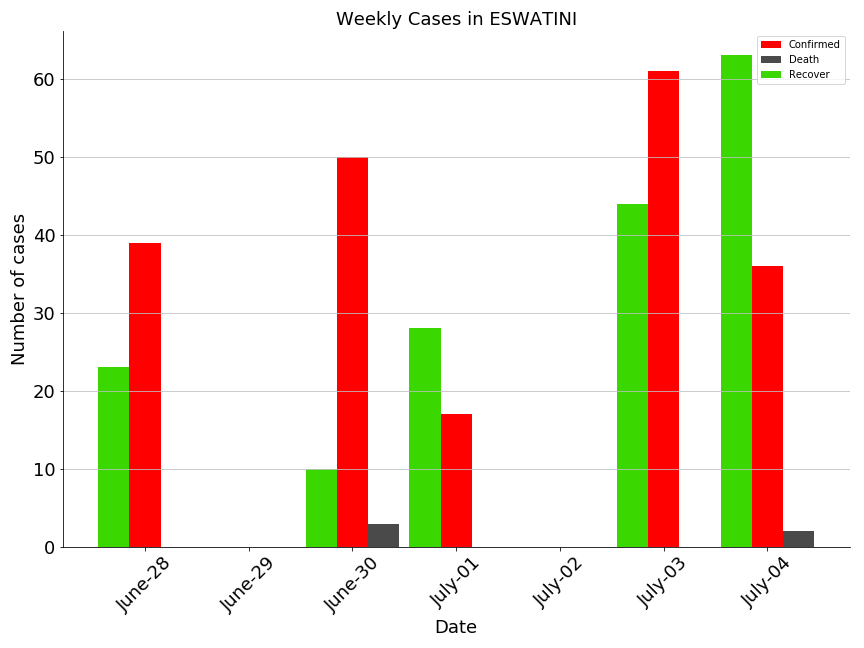 Weekly Cases in ESWATINI
Confirmed
Death
Recover
Number of cases
60
50
40
30
20
10
0
June-28
June-29
June-30
July-01
July-02
July-03
July-04
Date